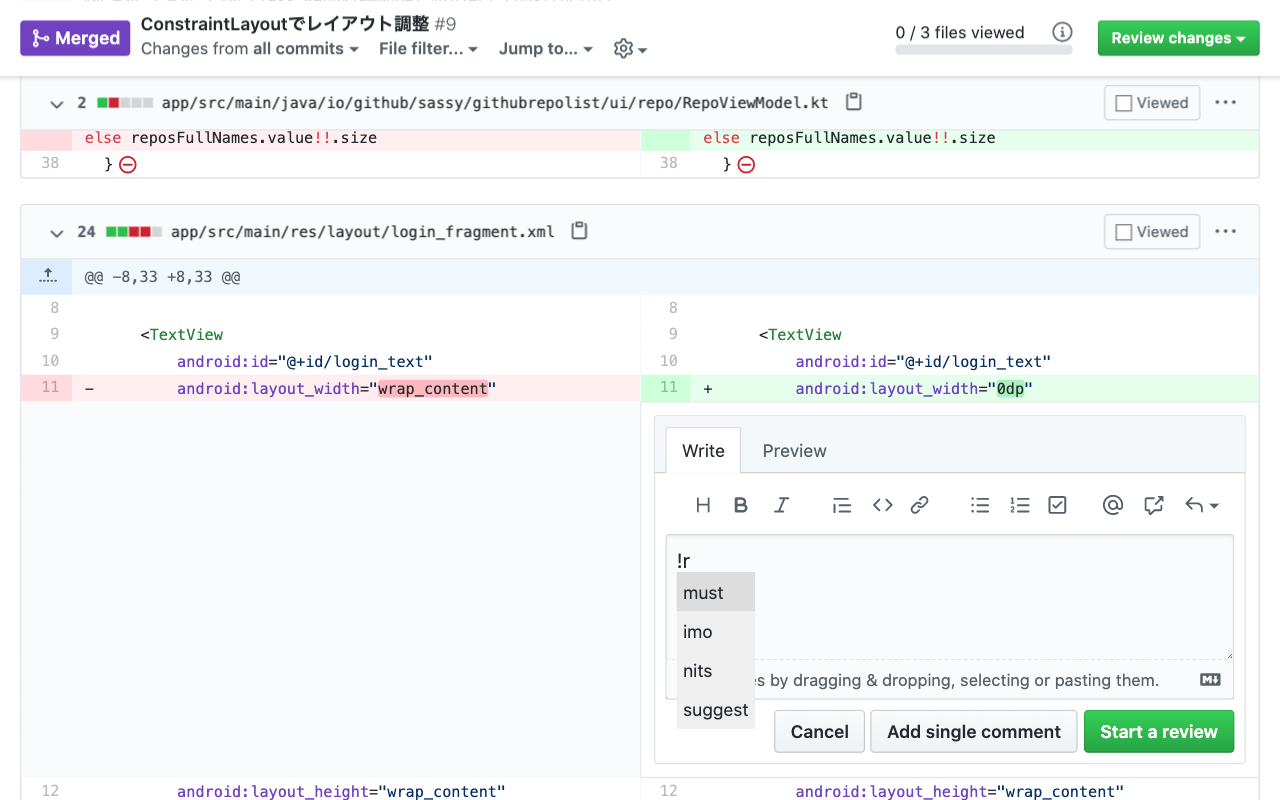 Merged
ConstraintLayoutでレイアウト調整 #9
Changes from all commits
File filter...
Jump to...
0 / 3 files viewed
Review changes
2 app/src/main/java/io/github/sassy/githubrepolist/ui/repo/RepoViewModel.kt
Viewed
else reposFullNames.value!!.size
else reposFullNames.value!!.size
38 }
38 }
24 app/src/main/res/layout/login_fragment.xml
Viewed
@@ -8,33 +8,33 @@
8
8
9 <TextView
9 <TextView
10 android:id="@+id/login_text"
10 android:id="@+id/login_text"
11 - android:layout_width="wrap_content"
11 + android:layout_width="0dp"
Write
Preview
!r
must
imo
nits
suggest
es by dragging & dropping, selecting or pasting them.
Cancel
Add single comment
Start a review
12 android:layout_height="wrap_content"
12 android:layout_height="wrap_content"